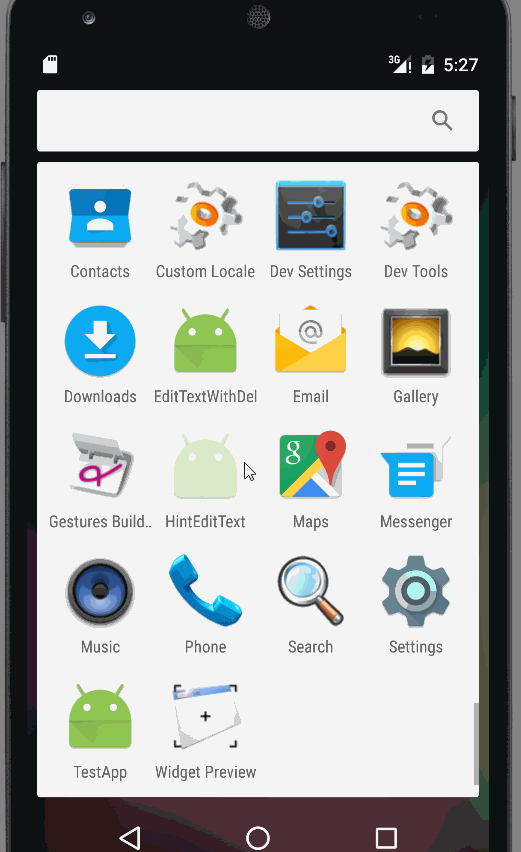 3G 5:27
Contacts Custom Locale Dev Settings Dev Tools
@
Downloads EditTextWithDel Email Gallery
g
Gestures Build.. HintEditText Maps Messenger
Music Phone Search Settings
TestApp Widget Preview